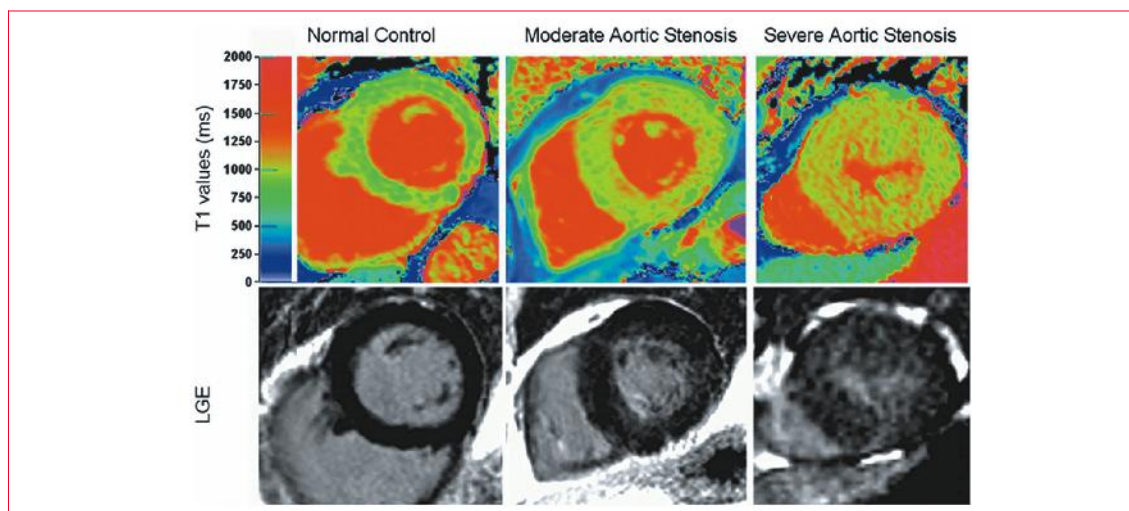 Normal Control
Moderate Aortic Stenosis
Severe Aortic Stenosis
T1 values (ms)
2000
1750
1500
1250
1000
750
500
250
0
LGE